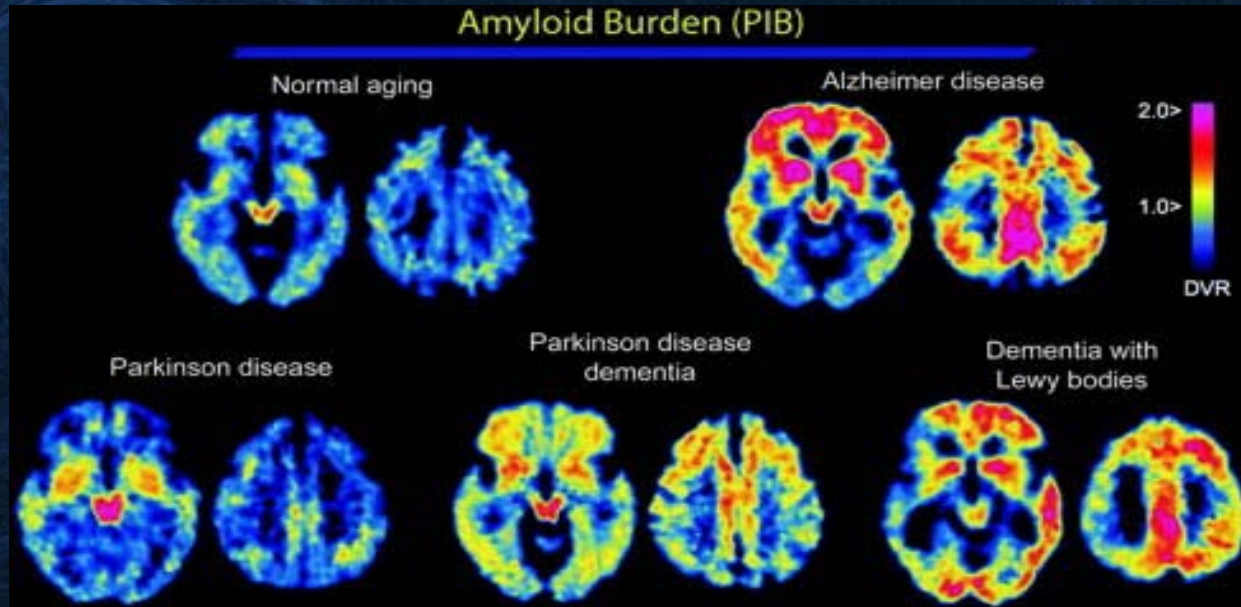 Amyloid Burden (PIB)
Normal aging
Alzheimer disease
2.0>
1.0>
DVR
Parkinson disease
Parkinson disease
dementia
Dementia with
Lewy bodies